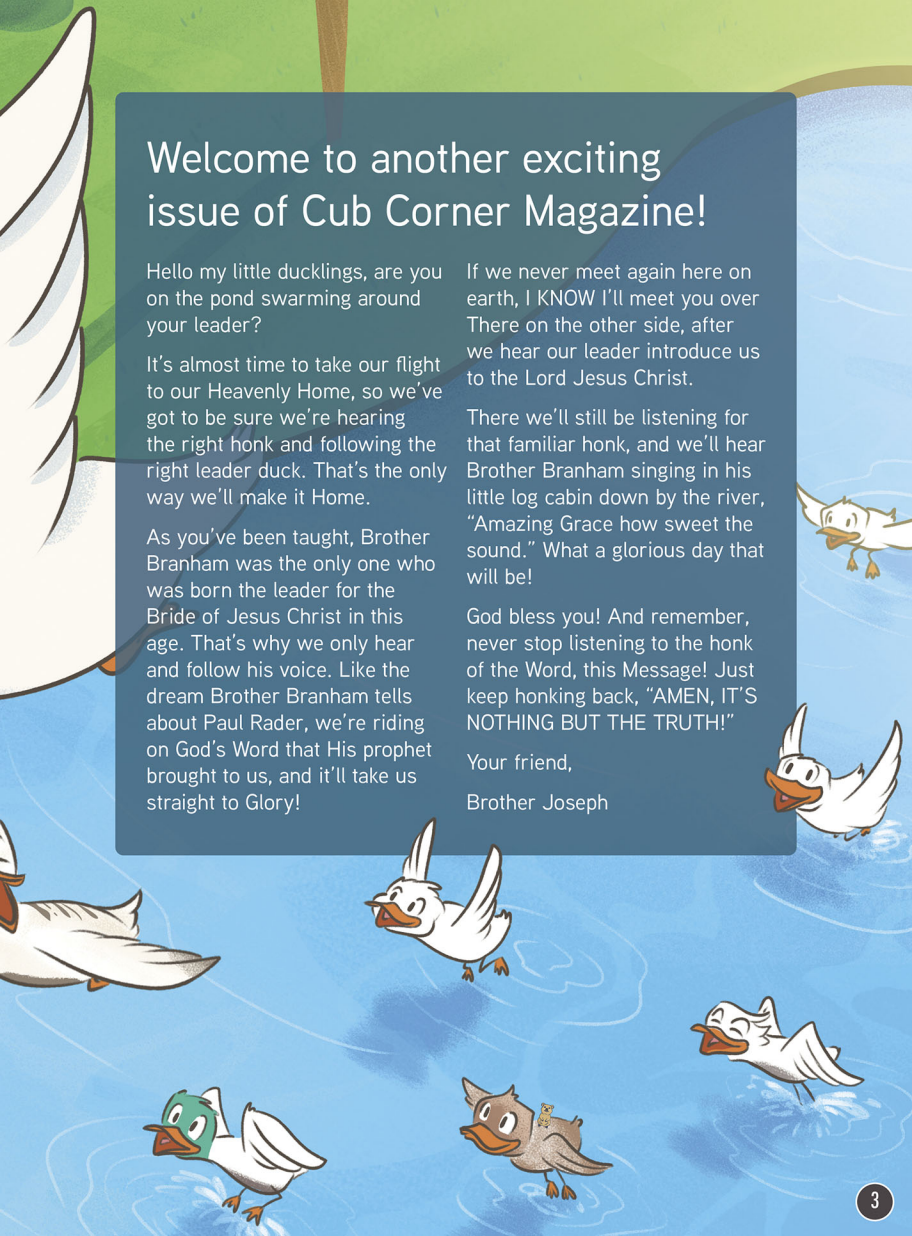 Welcome to another exciting
issue of Cub Corner Magazine!
Hello my little ducklings, are you
on the pond swarming around
your leader?
It's almost time to take our flight
to our Heavenly Home, so we've
got to be sure we're hearing
the right honk and following the
right leader duck. That's the only
way we'll make it Home.
As you've been taught, Brother
Branham was the only one who
was born the leader for the
Bride of Jesus Christ in this
age. That's why we only hear
and follow his voice. Like the
dream Brother Branham tells
about Paul Rader, we're riding
on God's Word that His prophet
brought to us, and it'll take us
straight to Glory!
If we never meet again here on
earth, I KNOW I'll meet you over
There on the other side, after
we hear our leader introduce us
to the Lord Jesus Christ.
There we'll still be listening for
that familiar honk, and we'll hear
Brother Branham singing in his
little log cabin down by the river,
“Amazing Grace how sweet the
sound.” What a glorious day that
will be!
God bless you! And remember,
never stop listening to the honk
of the Word, this Message! Just
keep honking back, “AMEN, IT'S
NOTHING BUT THE TRUTH!”
Your friend,
Brother Joseph
3